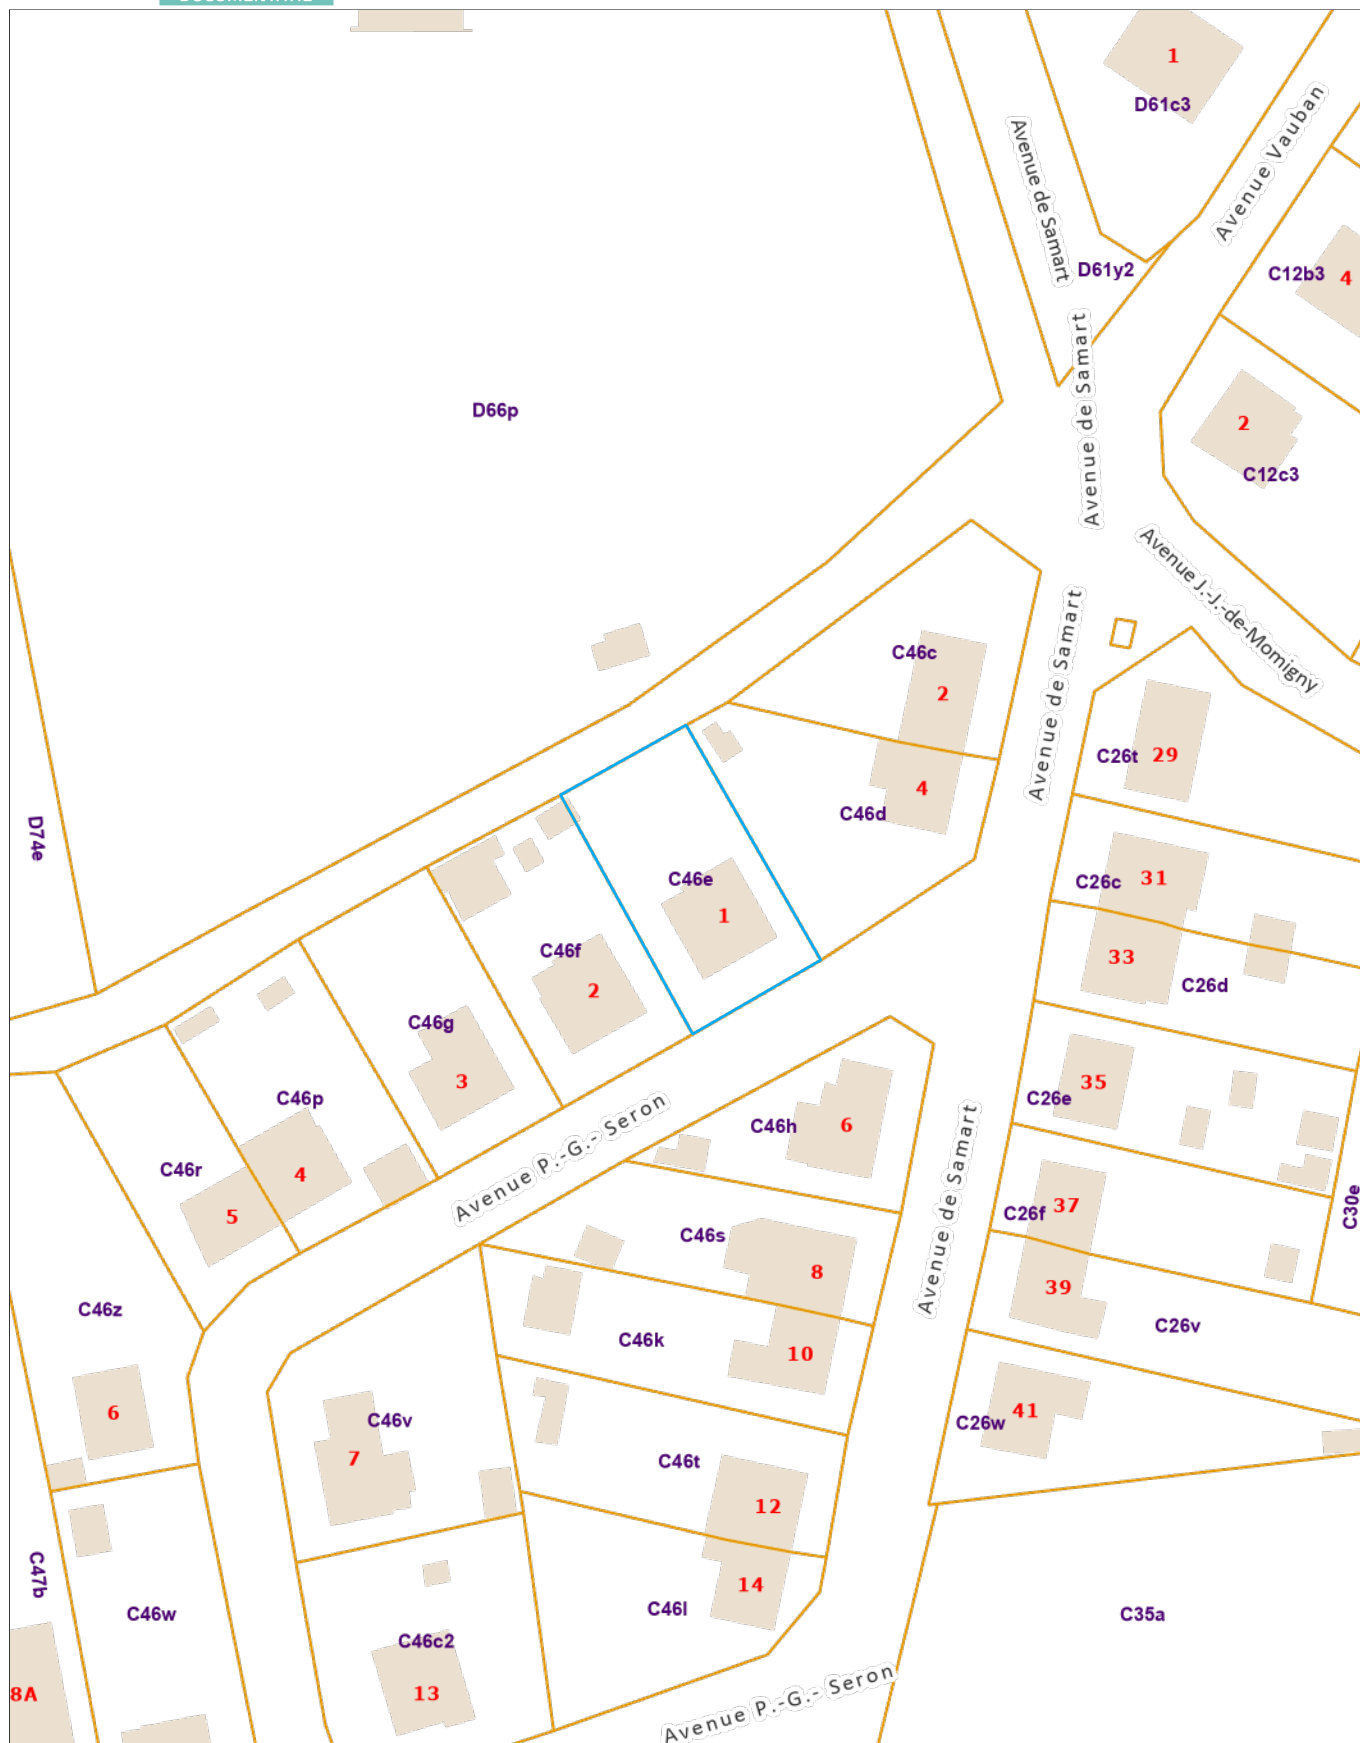 1
D61c3
Avenue Vauban
Avenue de Samart
D61y2
C12b3
4
Avenue de Samart
D66p
2
C12c3
Avenue J.-J.-de-Momigny
Avenue de Samart
C46c
2
C26t
29
4
C46d
D74e
C46e
1
C26c
31
C46f
2
33
C26d
C46g
3
35
C26e
C46p
Avenue P.-G.- Seron
C46h
6
Avenue de Samart
C46r
4
5
C26f
37
C30e
C46s
8
39
C46z
C46k
10
C26v
6
C46v
7
C26w
41
C46t
12
C47b
C46w
14
C46l
C35a
C46c2
13
8A
Avenue P.-G.- Seron